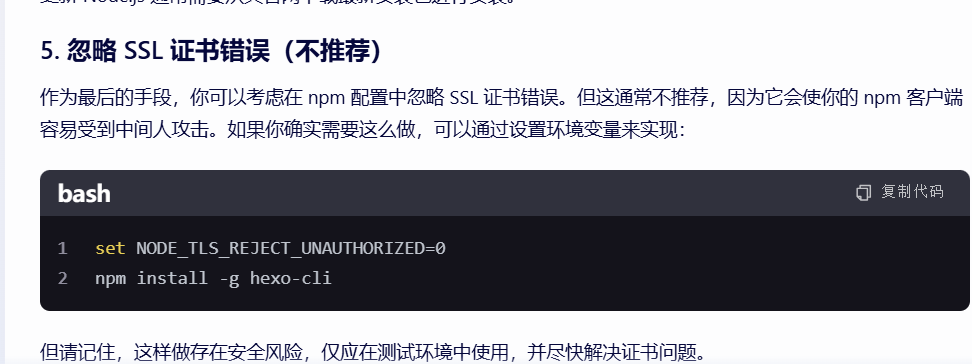 5. 忽略 SSL 证书错误（不推荐）
作为最后的手段，你可以考虑在 npm 配置中忽略 SSL 证书错误。但这通常不推荐，因为它会使你的 npm 客户端
容易受到中间人攻击。如果你确实需要这么做，可以通过设置环境变量来实现：
bash
复制代码
1 set NODE_TLS_REJECT_UNAUTHORIZED=0
2 npm install -g hexo-cli
但请记住，这样做存在安全风险，仅应在测试环境中使用，并尽快解决证书问题。